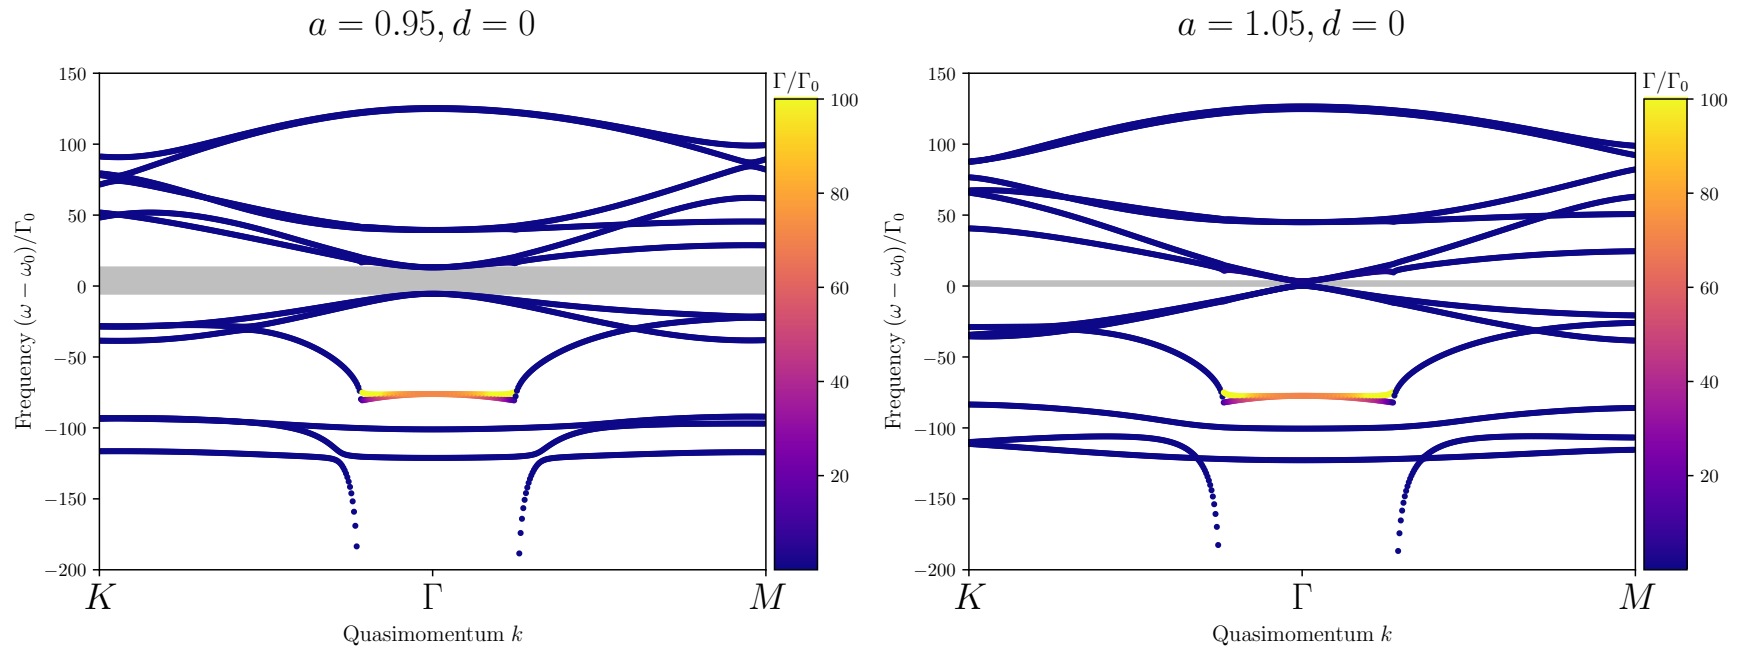 a = 0.95, d = 0
a = 1.05, d = 0
Γ/Γ₀
150
100
50
0
−50
−100
−150
−200
Frequency (ω − ω₀)/Γ₀
K
Γ
M
Quasimomentum k
100
80
60
40
20
Γ/Γ₀
150
100
50
0
−50
−100
−150
−200
Frequency (ω − ω₀)/Γ₀
K
Γ
M
Quasimomentum k
100
80
60
40
20